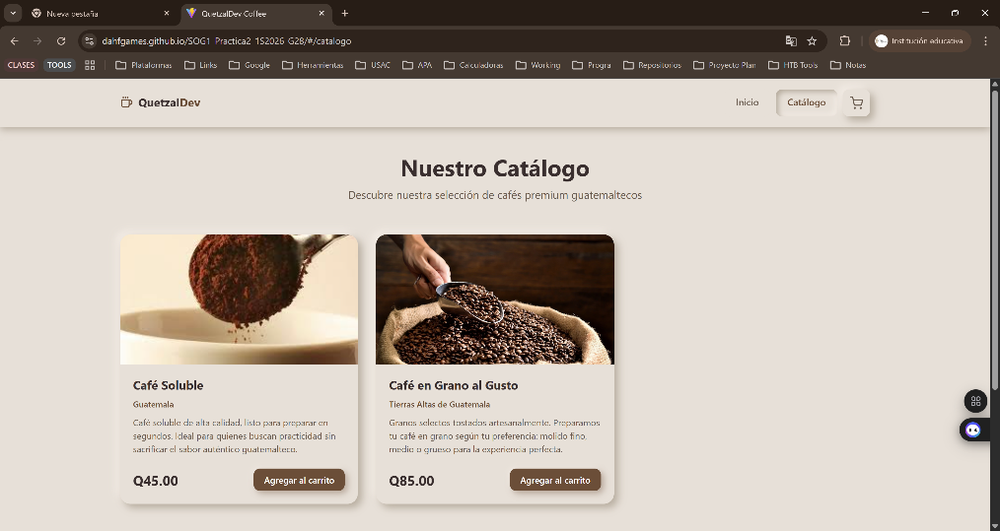 Nueva pestaña
QuetzalDev Coffee
dahfgames.github.io/SOG1_Practica2_1S2026_G28/#/catalogo
Institución educativa
CLASES
TOOLS
Plataformas
Links
Google
Herramientas
USAC
APA
Calculadoras
Working
Progra
Repositorios
Proyecto Plan
HTB Tools
Notas
QuetzalDev
Inicio
Catálogo
Nuestro Catálogo
Descubre nuestra selección de cafés premium guatemaltecos
Café Soluble
Guatemala
Café soluble de alta calidad, listo para preparar en
segundos. Ideal para quienes buscan practicidad sin
sacrificar el sabor auténtico guatemalteco.
Q45.00
Agregar al carrito
Café en Grano al Gusto
Tierras Altas de Guatemala
Granos selectos tostados artesanalmente. Preparamos
tu café en grano según tu preferencia: molido fino,
medio o grueso para la experiencia perfecta.
Q85.00
Agregar al carrito